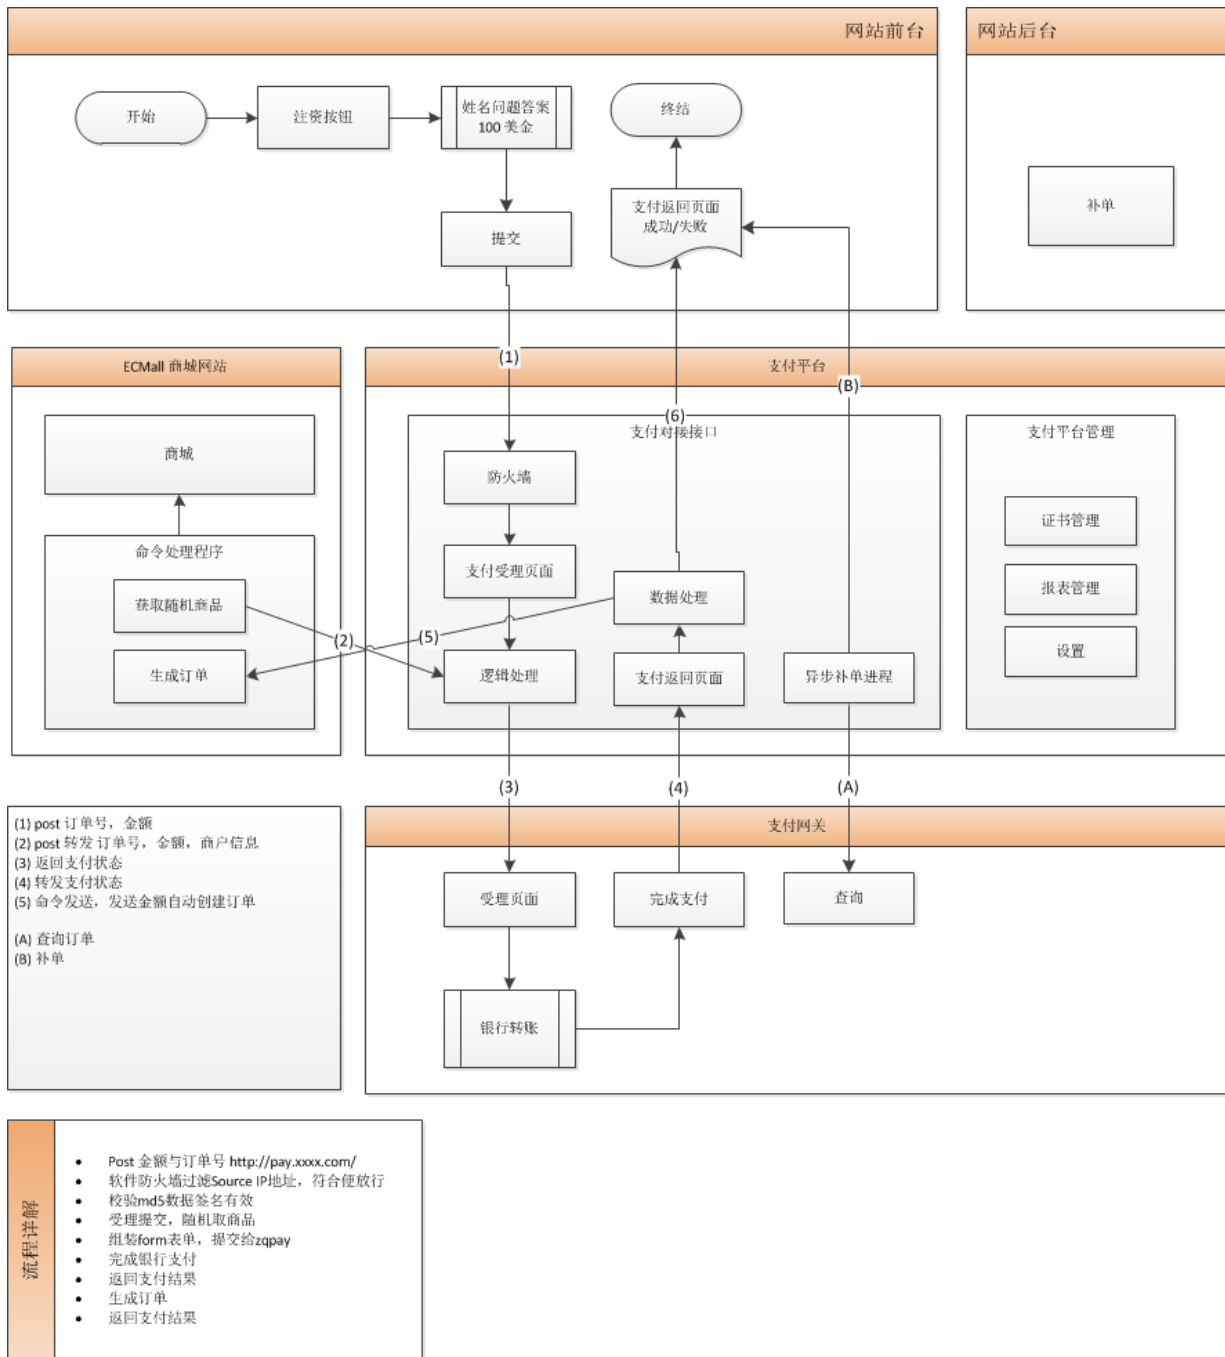 网站前台
网站后台
开始
注资按钮
姓名问题答案
100 美金
终结
提交
支付返回页面
成功/失败
补单
ECMall 商城网站
(1)
支付平台
(B)
商城
(6)
支付对接接口
支付平台管理
防火墙
证书管理
命令处理程序
支付受理页面
获取随机商品
数据处理
报表管理
(2)
(5)
生成订单
逻辑处理
支付返回页面
异步补单进程
设置
(3)
(4)
(A)
(1) post 订单号，金额
(2) post 转发 订单号，金额，商户信息
(3) 返回支付状态
(4) 转发支付状态
(5) 命令发送，发送金额自动创建订单
(A) 查询订单
(B) 补单
支付网关
受理页面
完成支付
查询
银行转账
流程详解
• Post 金额与订单号 http://pay.xxxx.com/
• 软件防火墙过滤Source IP地址，符合便放行
• 校验md5数据签名有效
• 受理提交，随机取商品
• 组装form表单，提交给zqpay
• 完成银行支付
• 返回支付结果
• 生成订单
• 返回支付结果